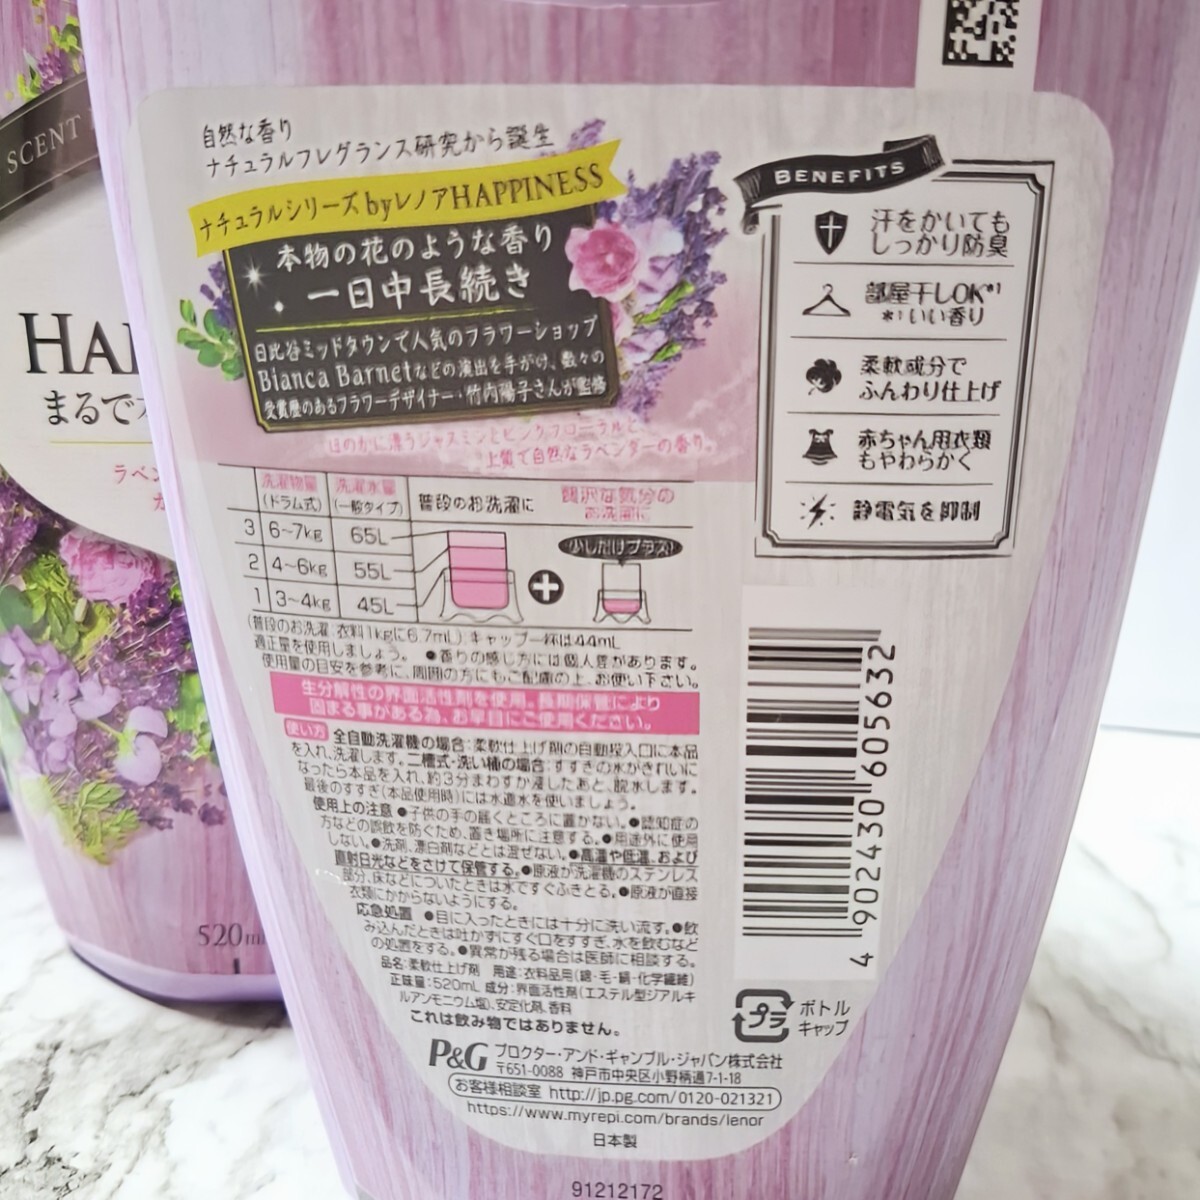 自然な香り
ナチュラルフレグランス研究から誕生
ナチュラルシリーズ byレノアHAPPINESS
本物の花のような香り
一日中長続き
日比谷ミッドタウンで人気のフラワーショップ
Bianca Barnetなどの演出を手がけ、数々の
受賞歴のあるフラワーデザイナー・竹内陽子さんが監修
ほのかに漂うジャスミンとピンクフローラルと、
上質で自然なラベンダーの香り。
BENEFITS
汗をかいても
しっかり防臭
部屋干しOK*1
*1いい香り
柔軟成分で
ふんわり仕上げ
赤ちゃん用衣類
もやわらかく
静電気を抑制
洗濯物量 洗濯水量 普段のお洗濯に 贅沢な気分の
(ドラム式) (一般タイプ) お洗濯に
3 6~7kg 65L 少しだけプラス!
2 4~6kg 55L
1 3~4kg 45L
(普段のお洗濯:衣料1kgに6.7mL)キャップ一杯は44mL
適正量を使用しましょう。 ●香りの感じ方には個人差があります。
使用量の目安を参考に、周囲の方にもご配慮の上、お使い下さい。
生分解性の界面活性剤を使用。長期保管により
固まる事がある為、お早目にご使用ください。
使い方 全自動洗濯機の場合:柔軟仕上げ剤の自動投入口に本品
を入れ、洗濯します。二槽式・洗い桶の場合:すすぎの水がきれいに
なったら本品を入れ、約3分まわすか浸したあと、脱水します。
最後のすすぎ(本品使用時)には水道水を使いましょう。
使用上の注意 ●子供の手の届くところに置かない。●認知症の
方などの誤飲を防ぐため、置き場所に注意する。●用途外に使用
しない。●洗剤、漂白剤などとは混ぜない。●高温や低温、および
直射日光などをさけて保管する。●原液が洗濯機のステンレス
部分、床などについたときは水ですぐふきとる。●原液が直接
衣類にかからないようにする。
応急処置 ●目に入ったときには十分に洗い流す。●飲
み込んだときは吐かずにすぐ口をすすぎ、水を飲むなど
の処置をする。●異常が残る場合は医師に相談する。
品名:柔軟仕上げ剤 用途:衣料品用(綿・毛・絹・化学繊維)
正味量:520mL 成分:界面活性剤(エステル型ジアルキ
ルアンモニウム塩)、安定化剤、香料
これは飲み物ではありません。
P&G プロクター・アンド・ギャンブル・ジャパン株式会社
〒651-0088 神戸市中央区小野柄通7-1-18
お客様相談室 http://jp.pg.com/0120-021321
https://www.myrepi.com/brands/lenor
日本製
91212172
4 902430 605632
プラ ボトル
キャップ
SCENT
HA
まるで
ラベン
520m